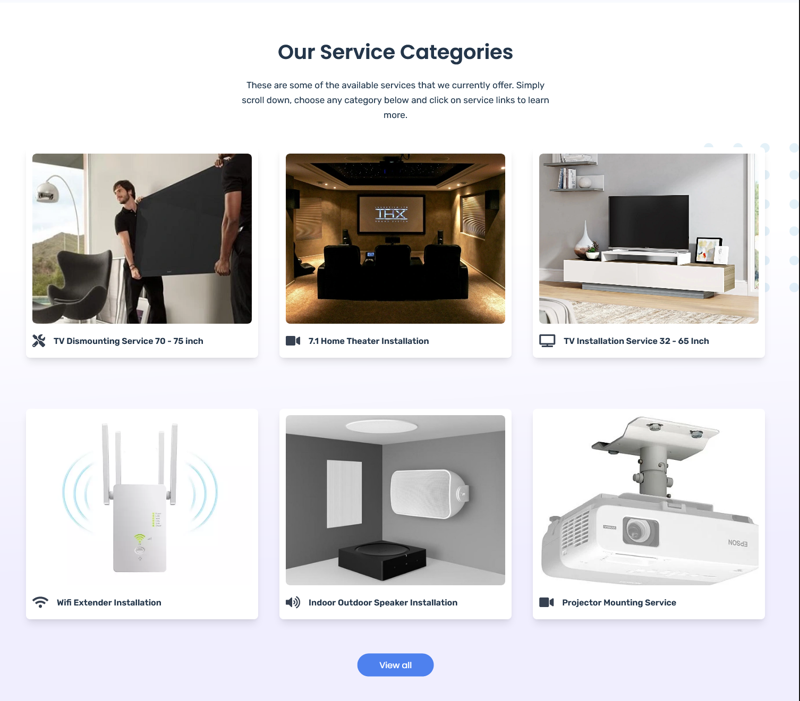 Our Service Categories
These are some of the available services that we currently offer. Simply
scroll down, choose any category below and click on service links to learn
more.
THX
TV Dismounting Service 70 - 75 inch
7.1 Home Theater Installation
TV Installation Service 32 - 65 Inch
EPSON
Wifi Extender Installation
Indoor Outdoor Speaker Installation
Projector Mounting Service
View all